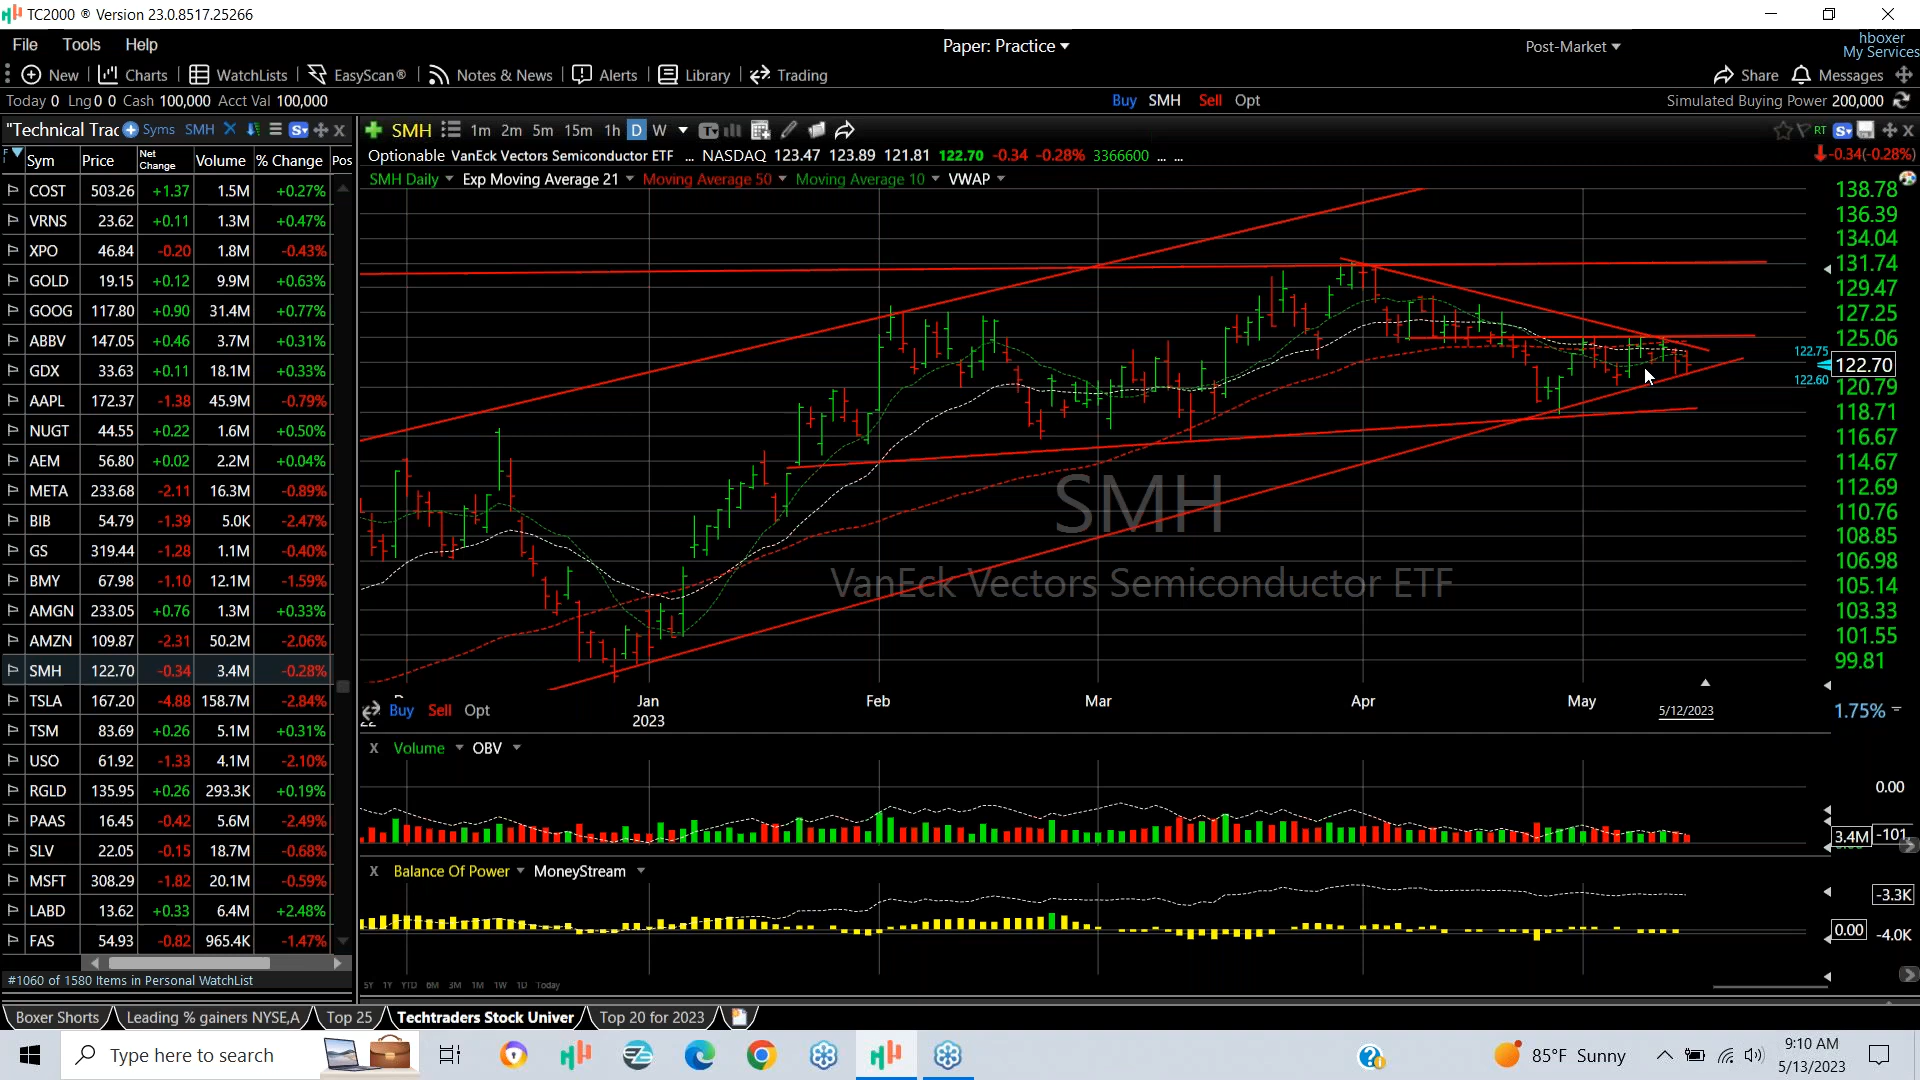 TC2000 ® Version 23.0.8517.25266
File Tools Help
Paper: Practice
Post-Market
hboxer
My Services
New Charts WatchLists EasyScan® Notes & News Alerts Library Trading
Share Messages
Today 0 Lng 0 0 Cash 100,000 Acct Val 100,000
Buy SMH Sell Opt
Simulated Buying Power 200,000
"Technical Trac Syms SMH
SMH 1m 2m 5m 15m 1h D W
RT
Optionable VanEck Vectors Semiconductor ETF ... NASDAQ 123.47 123.89 121.81 122.70 -0.34 -0.28% 3366600 ... ...
-0.34(-0.28%)
SMH Daily Exp Moving Average 21 Moving Average 50 Moving Average 10 VWAP
Sym Price Net Change Volume % Change Pos
COST 503.26 +1.37 1.5M +0.27%
VRNS 23.62 +0.11 1.3M +0.47%
XPO 46.84 -0.20 1.8M -0.43%
GOLD 19.15 +0.12 9.9M +0.63%
GOOG 117.80 +0.90 31.4M +0.77%
ABBV 147.05 +0.46 3.7M +0.31%
GDX 33.63 +0.11 18.1M +0.33%
AAPL 172.37 -1.38 45.9M -0.79%
NUGT 44.55 +0.22 1.6M +0.50%
AEM 56.80 +0.02 2.2M +0.04%
META 233.68 -2.11 16.3M -0.89%
BIB 54.79 -1.39 5.0K -2.47%
GS 319.44 -1.28 1.1M -0.40%
BMY 67.98 -1.10 12.1M -1.59%
AMGN 233.05 +0.76 1.3M +0.33%
AMZN 109.87 -2.31 50.2M -2.06%
SMH 122.70 -0.34 3.4M -0.28%
TSLA 167.20 -4.88 158.7M -2.84%
TSM 83.69 +0.26 5.1M +0.31%
USO 61.92 -1.33 4.1M -2.10%
RGLD 135.95 +0.26 293.3K +0.19%
PAAS 16.45 -0.42 5.6M -2.49%
SLV 22.05 -0.15 18.7M -0.68%
MSFT 308.29 -1.82 20.1M -0.59%
LABD 13.62 +0.33 6.4M +2.48%
FAS 54.93 -0.82 965.4K -1.47%
#1060 of 1580 Items in Personal WatchList
138.78
136.39
134.04
131.74
129.47
127.25
125.06
122.75
122.70
122.60
120.79
118.71
116.67
114.67
112.69
110.76
108.85
106.98
105.14
103.33
101.55
99.81
SMH
VanEck Vectors Semiconductor ETF
Jan Feb Mar Apr May
2023
5/12/2023
1.75%
Buy Sell Opt
X Volume OBV
0.00
3.4M -101
X Balance Of Power MoneyStream
-3.3K
0.00 -4.0K
5Y 1Y YTD 6M 3M 1M 1W 1D Today
Boxer Shorts Leading % gainers NYSE,A Top 25 Techtraders Stock Univer Top 20 for 2023
Type here to search
85°F Sunny
9:10 AM
5/13/2023